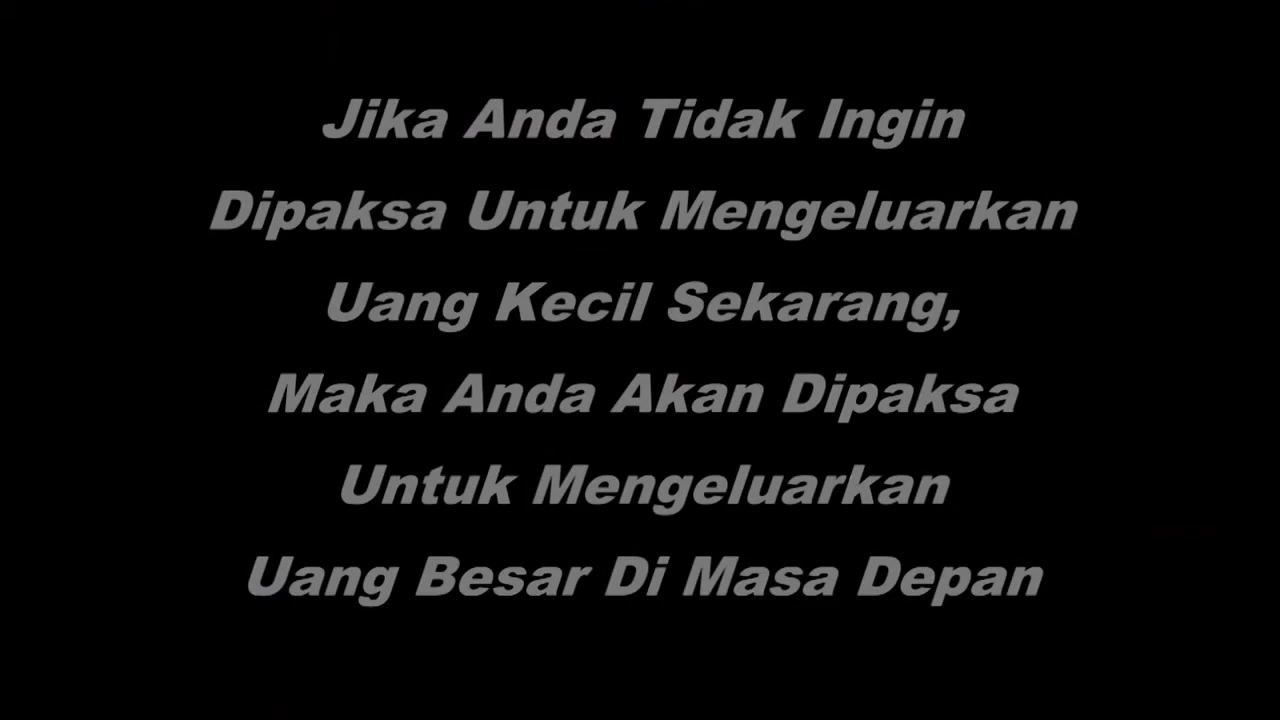 Jika Anda Tidak Ingin
Dipaksa Untuk Mengeluarkan
Uang Kecil Sekarang,
Maka Anda Akan Dipaksa
Untuk Mengeluarkan
Uang Besar Di Masa Depan